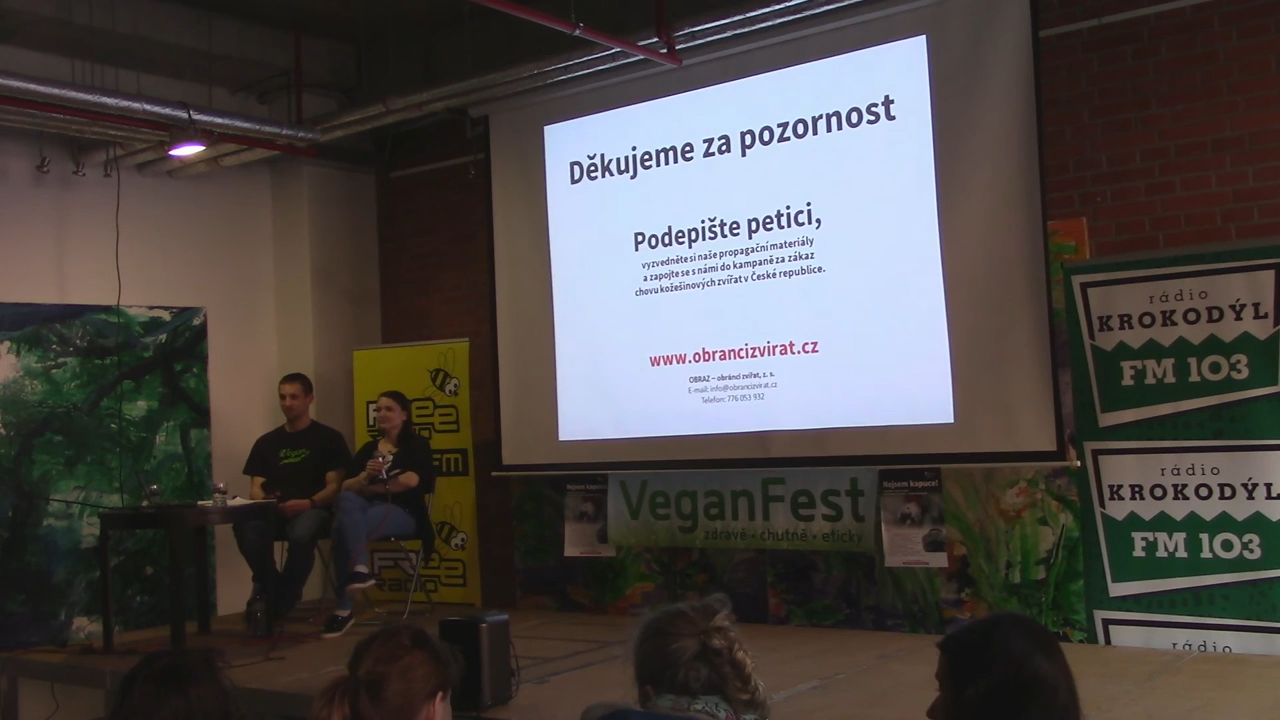 Děkujeme za pozornost
Podepište petici,
vyzvedněte si naše propagační materiály
a zapojte se s námi do kampaně za zákaz
chovu kožešinových zvířat v České republice.
www.obrancizvirat.cz
OBRAZ – obránci zvířat, z. s.
E-mail: info@obrancizvirat.cz
Telefon: 776 053 932
VeganFest
zdravě • chutně • eticky
Nejsem kapuce!
rádio
KROKODÝL
FM 103
rádio
KROKODÝL
FM 103
rádio
FM
RADIO